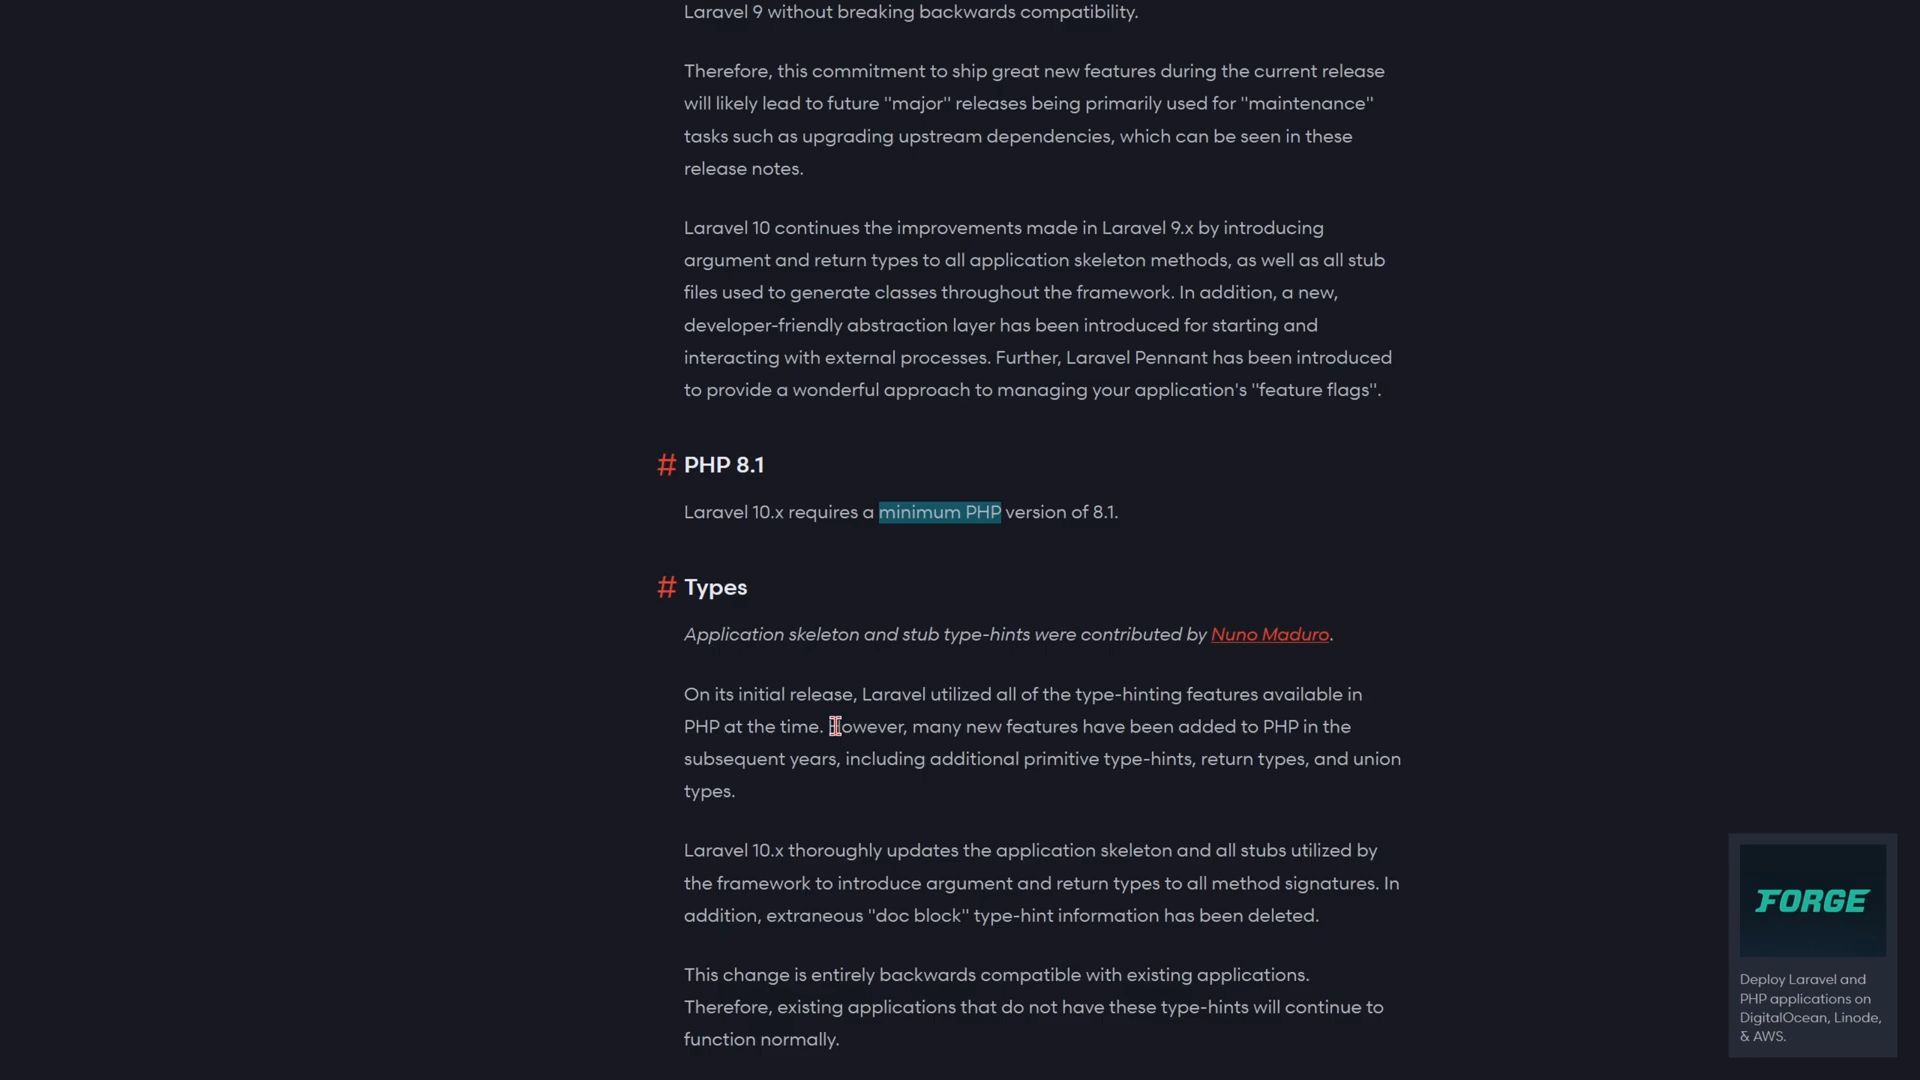 Laravel 9 without breaking backwards compatibility.
Therefore, this commitment to ship great new features during the current release
will likely lead to future "major" releases being primarily used for "maintenance"
tasks such as upgrading upstream dependencies, which can be seen in these
release notes.
Laravel 10 continues the improvements made in Laravel 9.x by introducing
argument and return types to all application skeleton methods, as well as all stub
files used to generate classes throughout the framework. In addition, a new,
developer-friendly abstraction layer has been introduced for starting and
interacting with external processes. Further, Laravel Pennant has been introduced
to provide a wonderful approach to managing your application's "feature flags".
# PHP 8.1
Laravel 10.x requires a minimum PHP version of 8.1.
# Types
Application skeleton and stub type-hints were contributed by Nuno Maduro.
On its initial release, Laravel utilized all of the type-hinting features available in
PHP at the time. However, many new features have been added to PHP in the
subsequent years, including additional primitive type-hints, return types, and union
types.
Laravel 10.x thoroughly updates the application skeleton and all stubs utilized by
the framework to introduce argument and return types to all method signatures. In
addition, extraneous "doc block" type-hint information has been deleted.
This change is entirely backwards compatible with existing applications.
Therefore, existing applications that do not have these type-hints will continue to
function normally.
FORGE
Deploy Laravel and
PHP applications on
DigitalOcean, Linode,
& AWS.